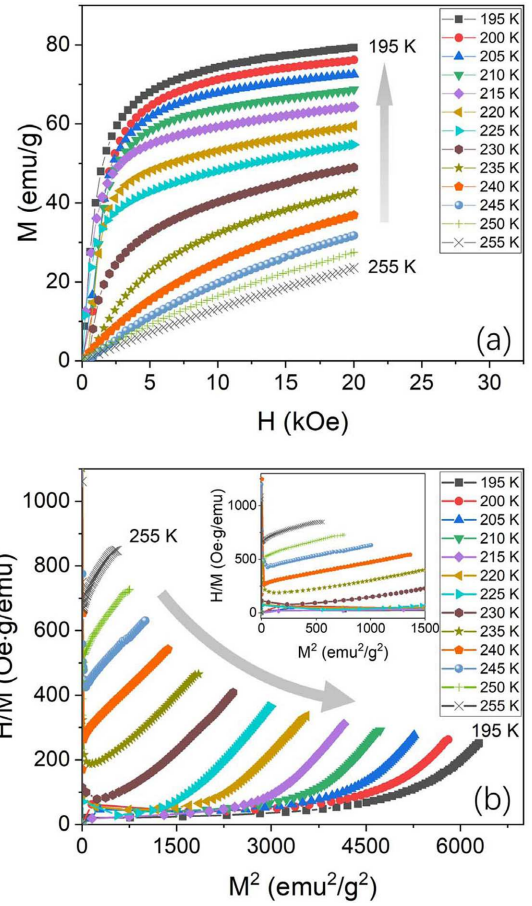 80
60
40
20
0
0 5 10 15 20 25 30
M (emu/g)
H (kOe)
195 K
255 K
(a)
195 K
200 K
205 K
210 K
215 K
220 K
225 K
230 K
235 K
240 K
245 K
250 K
255 K
1000
800
600
400
200
0
0 1500 3000 4500 6000
H/M (Oe·g/emu)
M² (emu²/g²)
255 K
195 K
(b)
1000
500
0
0 500 1000 1500
H/M (Oe·g/emu)
M² (emu²/g²)
195 K
200 K
205 K
210 K
215 K
220 K
225 K
230 K
235 K
240 K
245 K
250 K
255 K